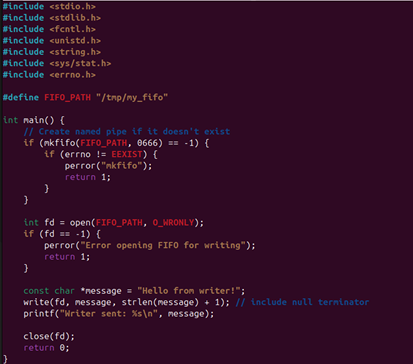 #include <stdio.h>
#include <stdlib.h>
#include <fcntl.h>
#include <unistd.h>
#include <string.h>
#include <sys/stat.h>
#include <errno.h>

#define FIFO_PATH "/tmp/my_fifo"

int main() {
    // Create named pipe if it doesn't exist
    if (mkfifo(FIFO_PATH, 0666) == -1) {
        if (errno != EEXIST) {
            perror("mkfifo");
            return 1;
        }
    }

    int fd = open(FIFO_PATH, O_WRONLY);
    if (fd == -1) {
        perror("Error opening FIFO for writing");
        return 1;
    }

    const char *message = "Hello from writer!";
    write(fd, message, strlen(message) + 1); // include null terminator
    printf("Writer sent: %s\n", message);

    close(fd);
    return 0;
}